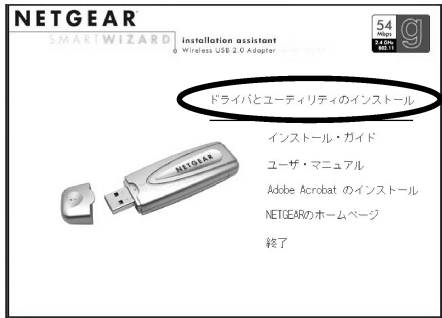 NETGEAR
SMARTWIZARD
installation assistant
Wireless USB 2.0 Adapter
54
Mbps
2.4 GHz
802.11
g
ドライバとユーティリティのインストール
インストール・ガイド
ユーザ・マニュアル
Adobe Acrobat のインストール
NETGEARのホームページ
終了
NETGEAR